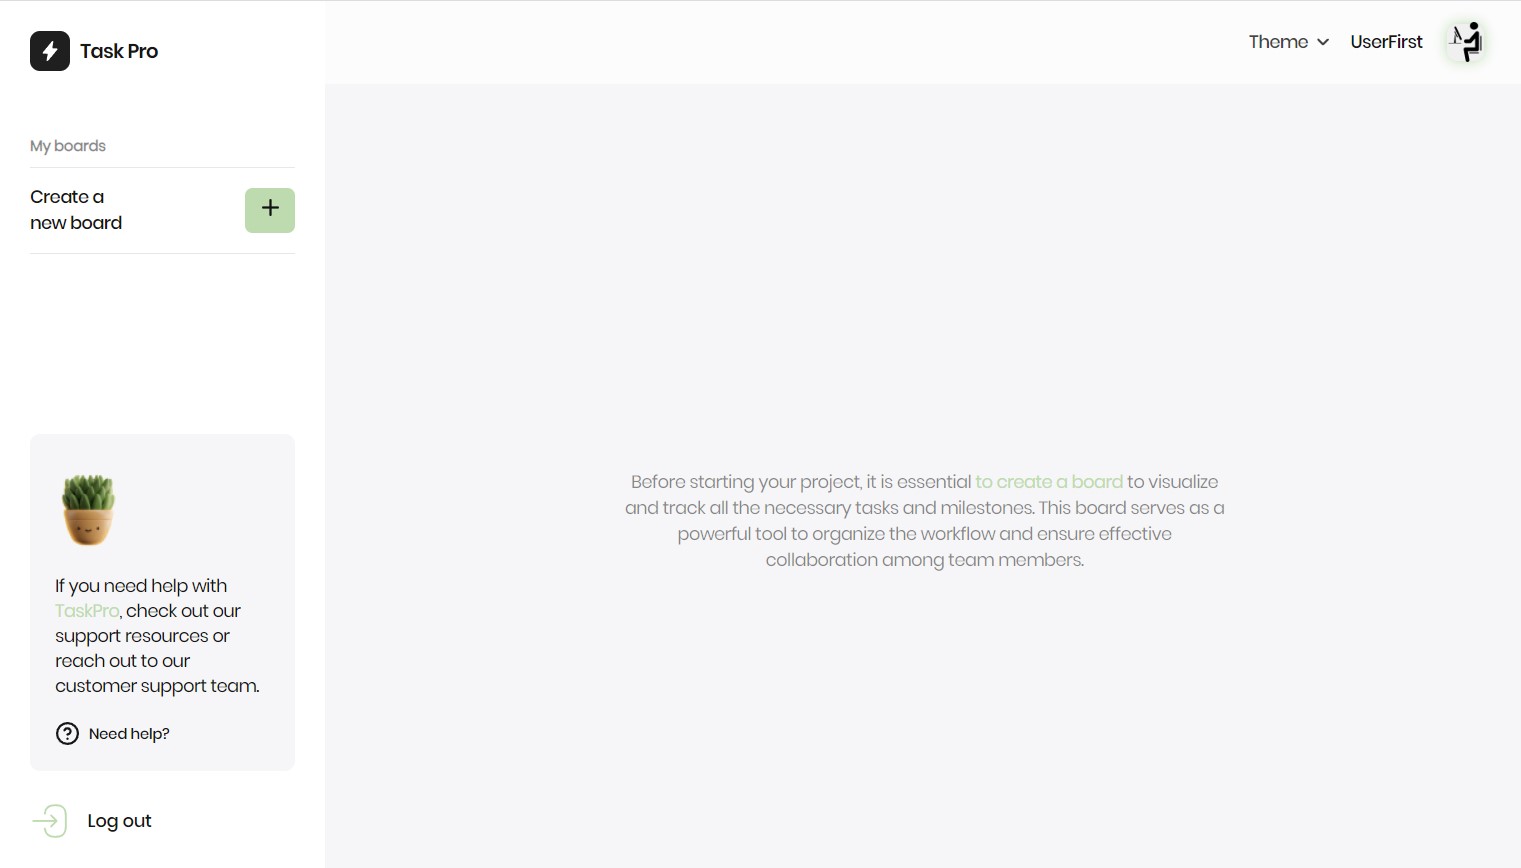 Task Pro
Theme
UserFirst
My boards
Create a
new board
Before starting your project, it is essential to create a board to visualize
and track all the necessary tasks and milestones. This board serves as a
powerful tool to organize the workflow and ensure effective
collaboration among team members.
If you need help with
TaskPro, check out our
support resources or
reach out to our
customer support team.
Need help?
Log out